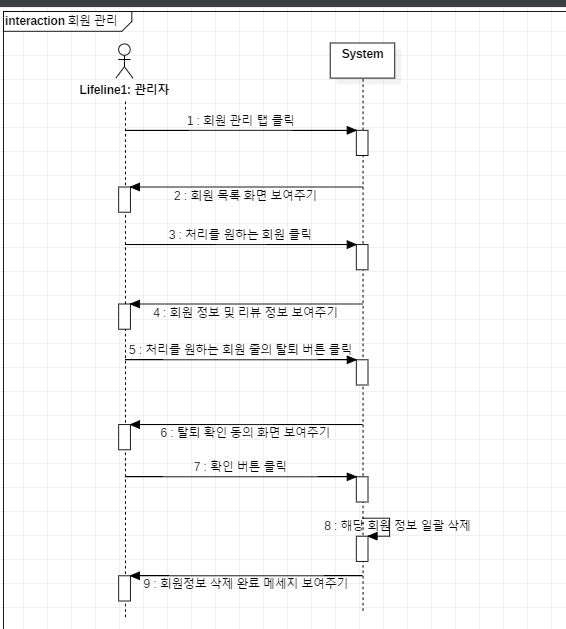 interaction 회원 관리
System
Lifeline1: 관리자
1 : 회원 관리 탭 클릭
2 : 회원 목록 화면 보여주기
3 : 처리를 원하는 회원 클릭
4 : 회원 정보 및 리뷰 정보 보여주기
5 : 처리를 원하는 회원 줄의 탈퇴 버튼 클릭
6 : 탈퇴 확인 동의 화면 보여주기
7 : 확인 버튼 클릭
8 : 해당 회원 정보 일괄 삭제
9 : 회원정보 삭제 완료 메세지 보여주기